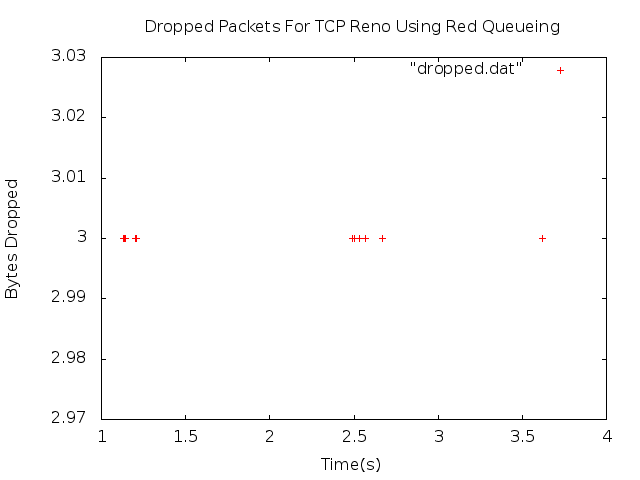 Dropped Packets For TCP Reno Using Red Queueing
3.03
"dropped.dat"
3.02
3.01
3
2.99
2.98
2.97
Bytes Dropped
1 1.5 2 2.5 3 3.5 4
Time(s)